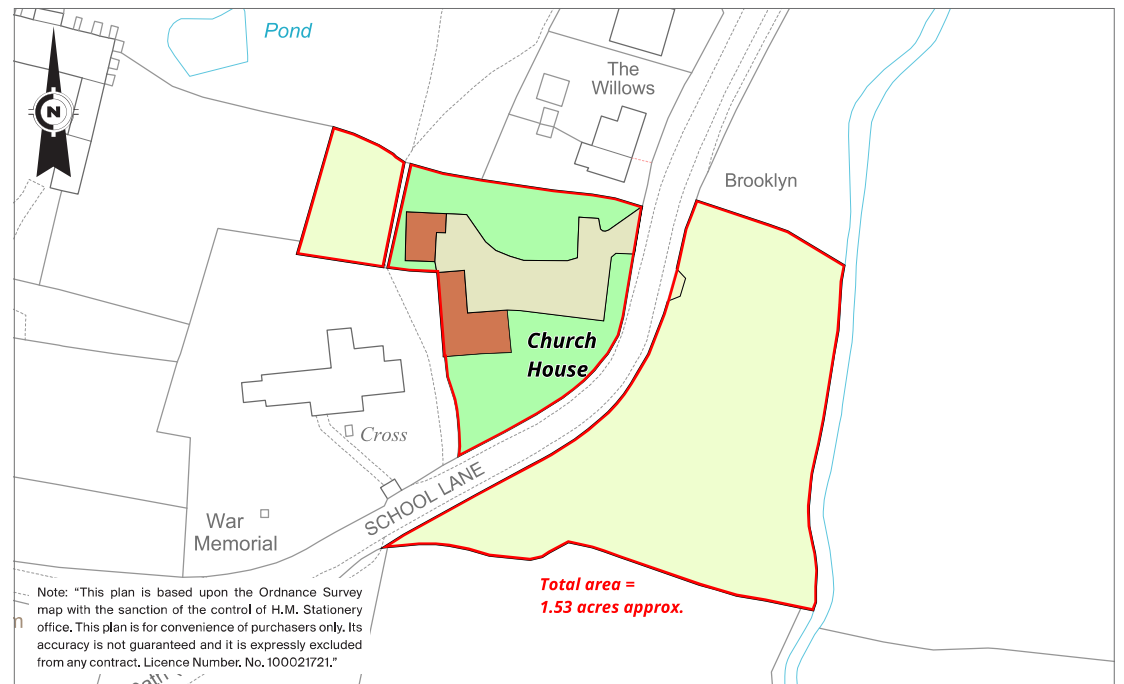 Pond
N
The
Willows
Brooklyn
Church
House
Cross
SCHOOL LANE
War
Memorial
Total area =
1.53 acres approx.
Note: “This plan is based upon the Ordnance Survey
map with the sanction of the control of H.M. Stationery
office. This plan is for convenience of purchasers only. Its
accuracy is not guaranteed and it is expressly excluded
from any contract. Licence Number. No. 100021721.”